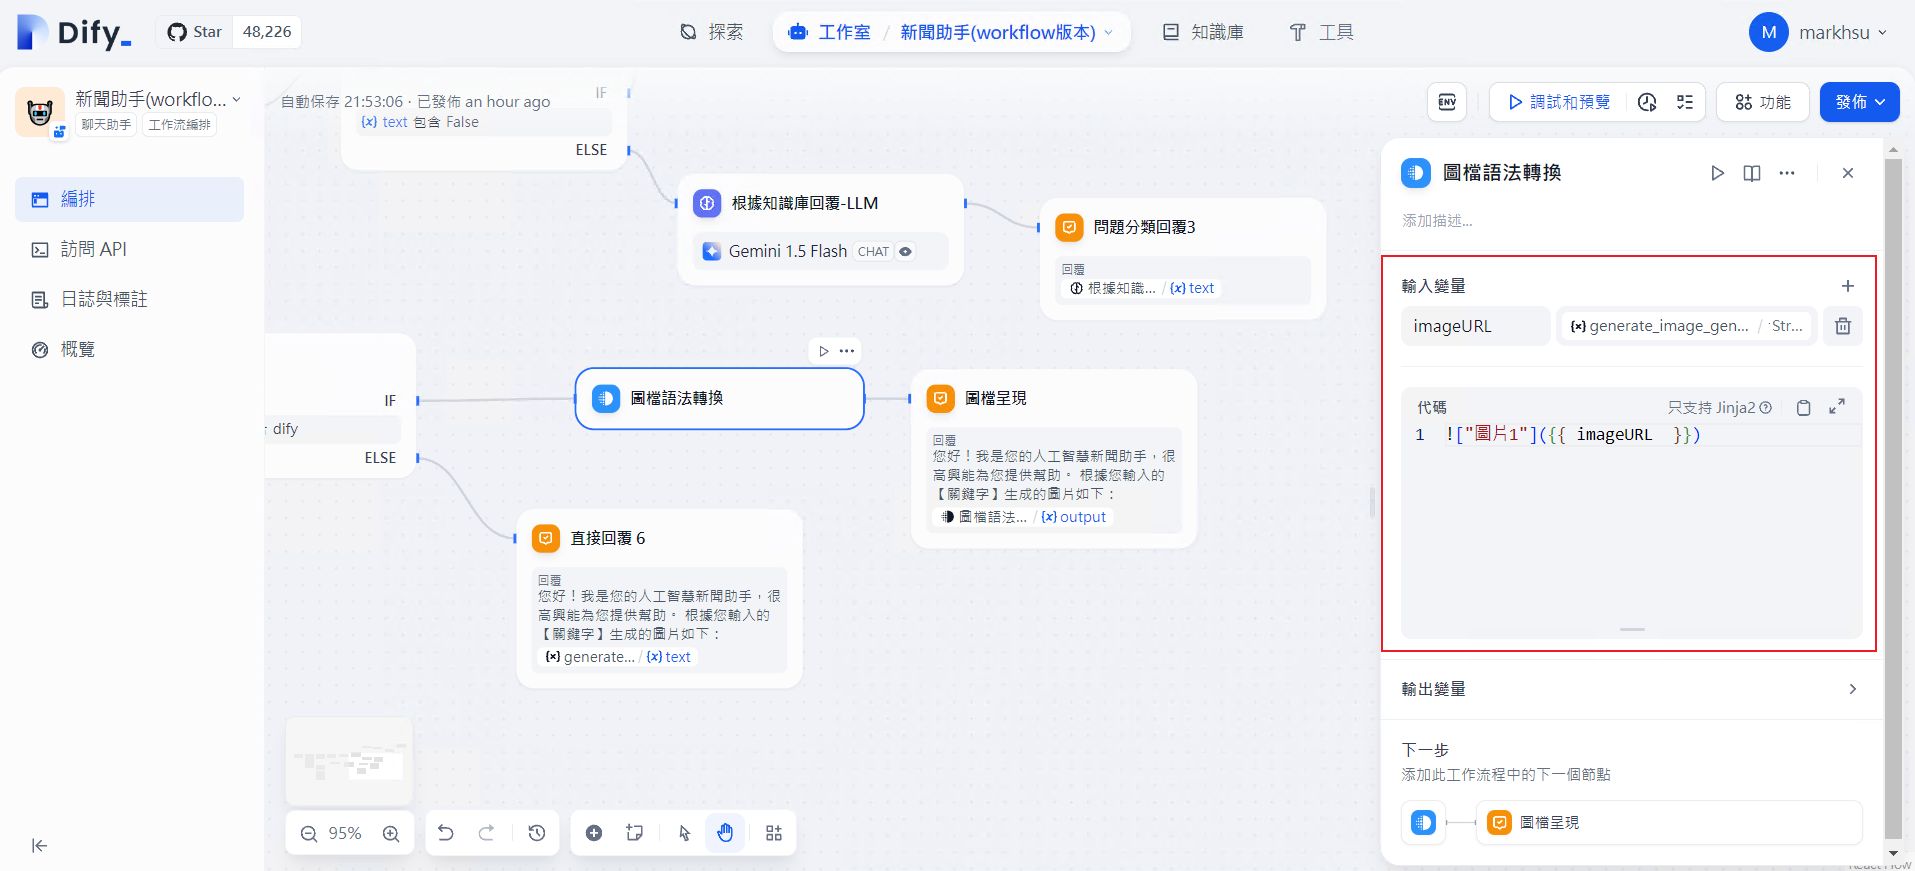 Dify_
Star 48,226
探索
工作室 / 新聞助手(workflow版本)
知識庫
工具
M markhsu
新聞助手(workflo...
聊天助手 工作流編排
編排
訪問 API
日誌與標註
概覽
自動保存 21:53:06 · 已發佈 an hour ago
IF
{x} text 包含 False
ELSE
ENV
調試和預覽
功能
發佈
根據知識庫回覆-LLM
Gemini 1.5 Flash CHAT
問題分類回覆3
回覆
根據知識... / {x} text
IF
dify
ELSE
圖檔語法轉換
圖檔呈現
回覆
您好！我是您的人工智慧新聞助手，很
高興能為您提供幫助。 根據您輸入的
【關鍵字】生成的圖片如下：
圖檔語法... / {x} output
直接回覆 6
回覆
您好！我是您的人工智慧新聞助手，很
高興能為您提供幫助。 根據您輸入的
【關鍵字】生成的圖片如下：
{x} generate... / {x} text
95%
圖檔語法轉換
添加描述...
輸入變量
imageURL {x} generate_image_gen... / Str...
代碼 只支持 Jinja2
1 !["圖片1"]({{ imageURL  }})
輸出變量
下一步
添加此工作流程中的下一個節點
圖檔呈現
React Flow